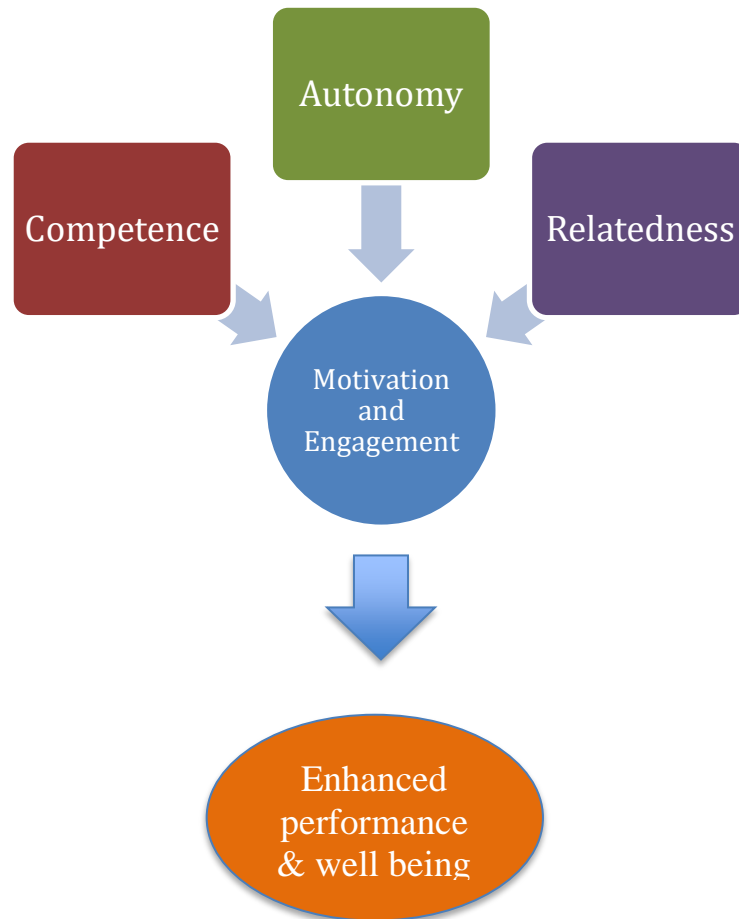 Autonomy
Competence
Relatedness
Motivation
and
Engagement
Enhanced
performance
& well being